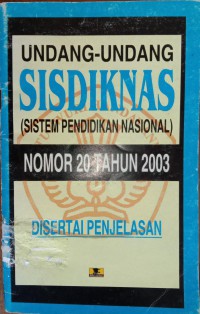 UNDANG-UNDANG
SISDIKNAS
(SISTEM PENDIDIKAN NASIONAL)
NOMOR 20 TAHUN 2003
DISERTAI PENJELASAN